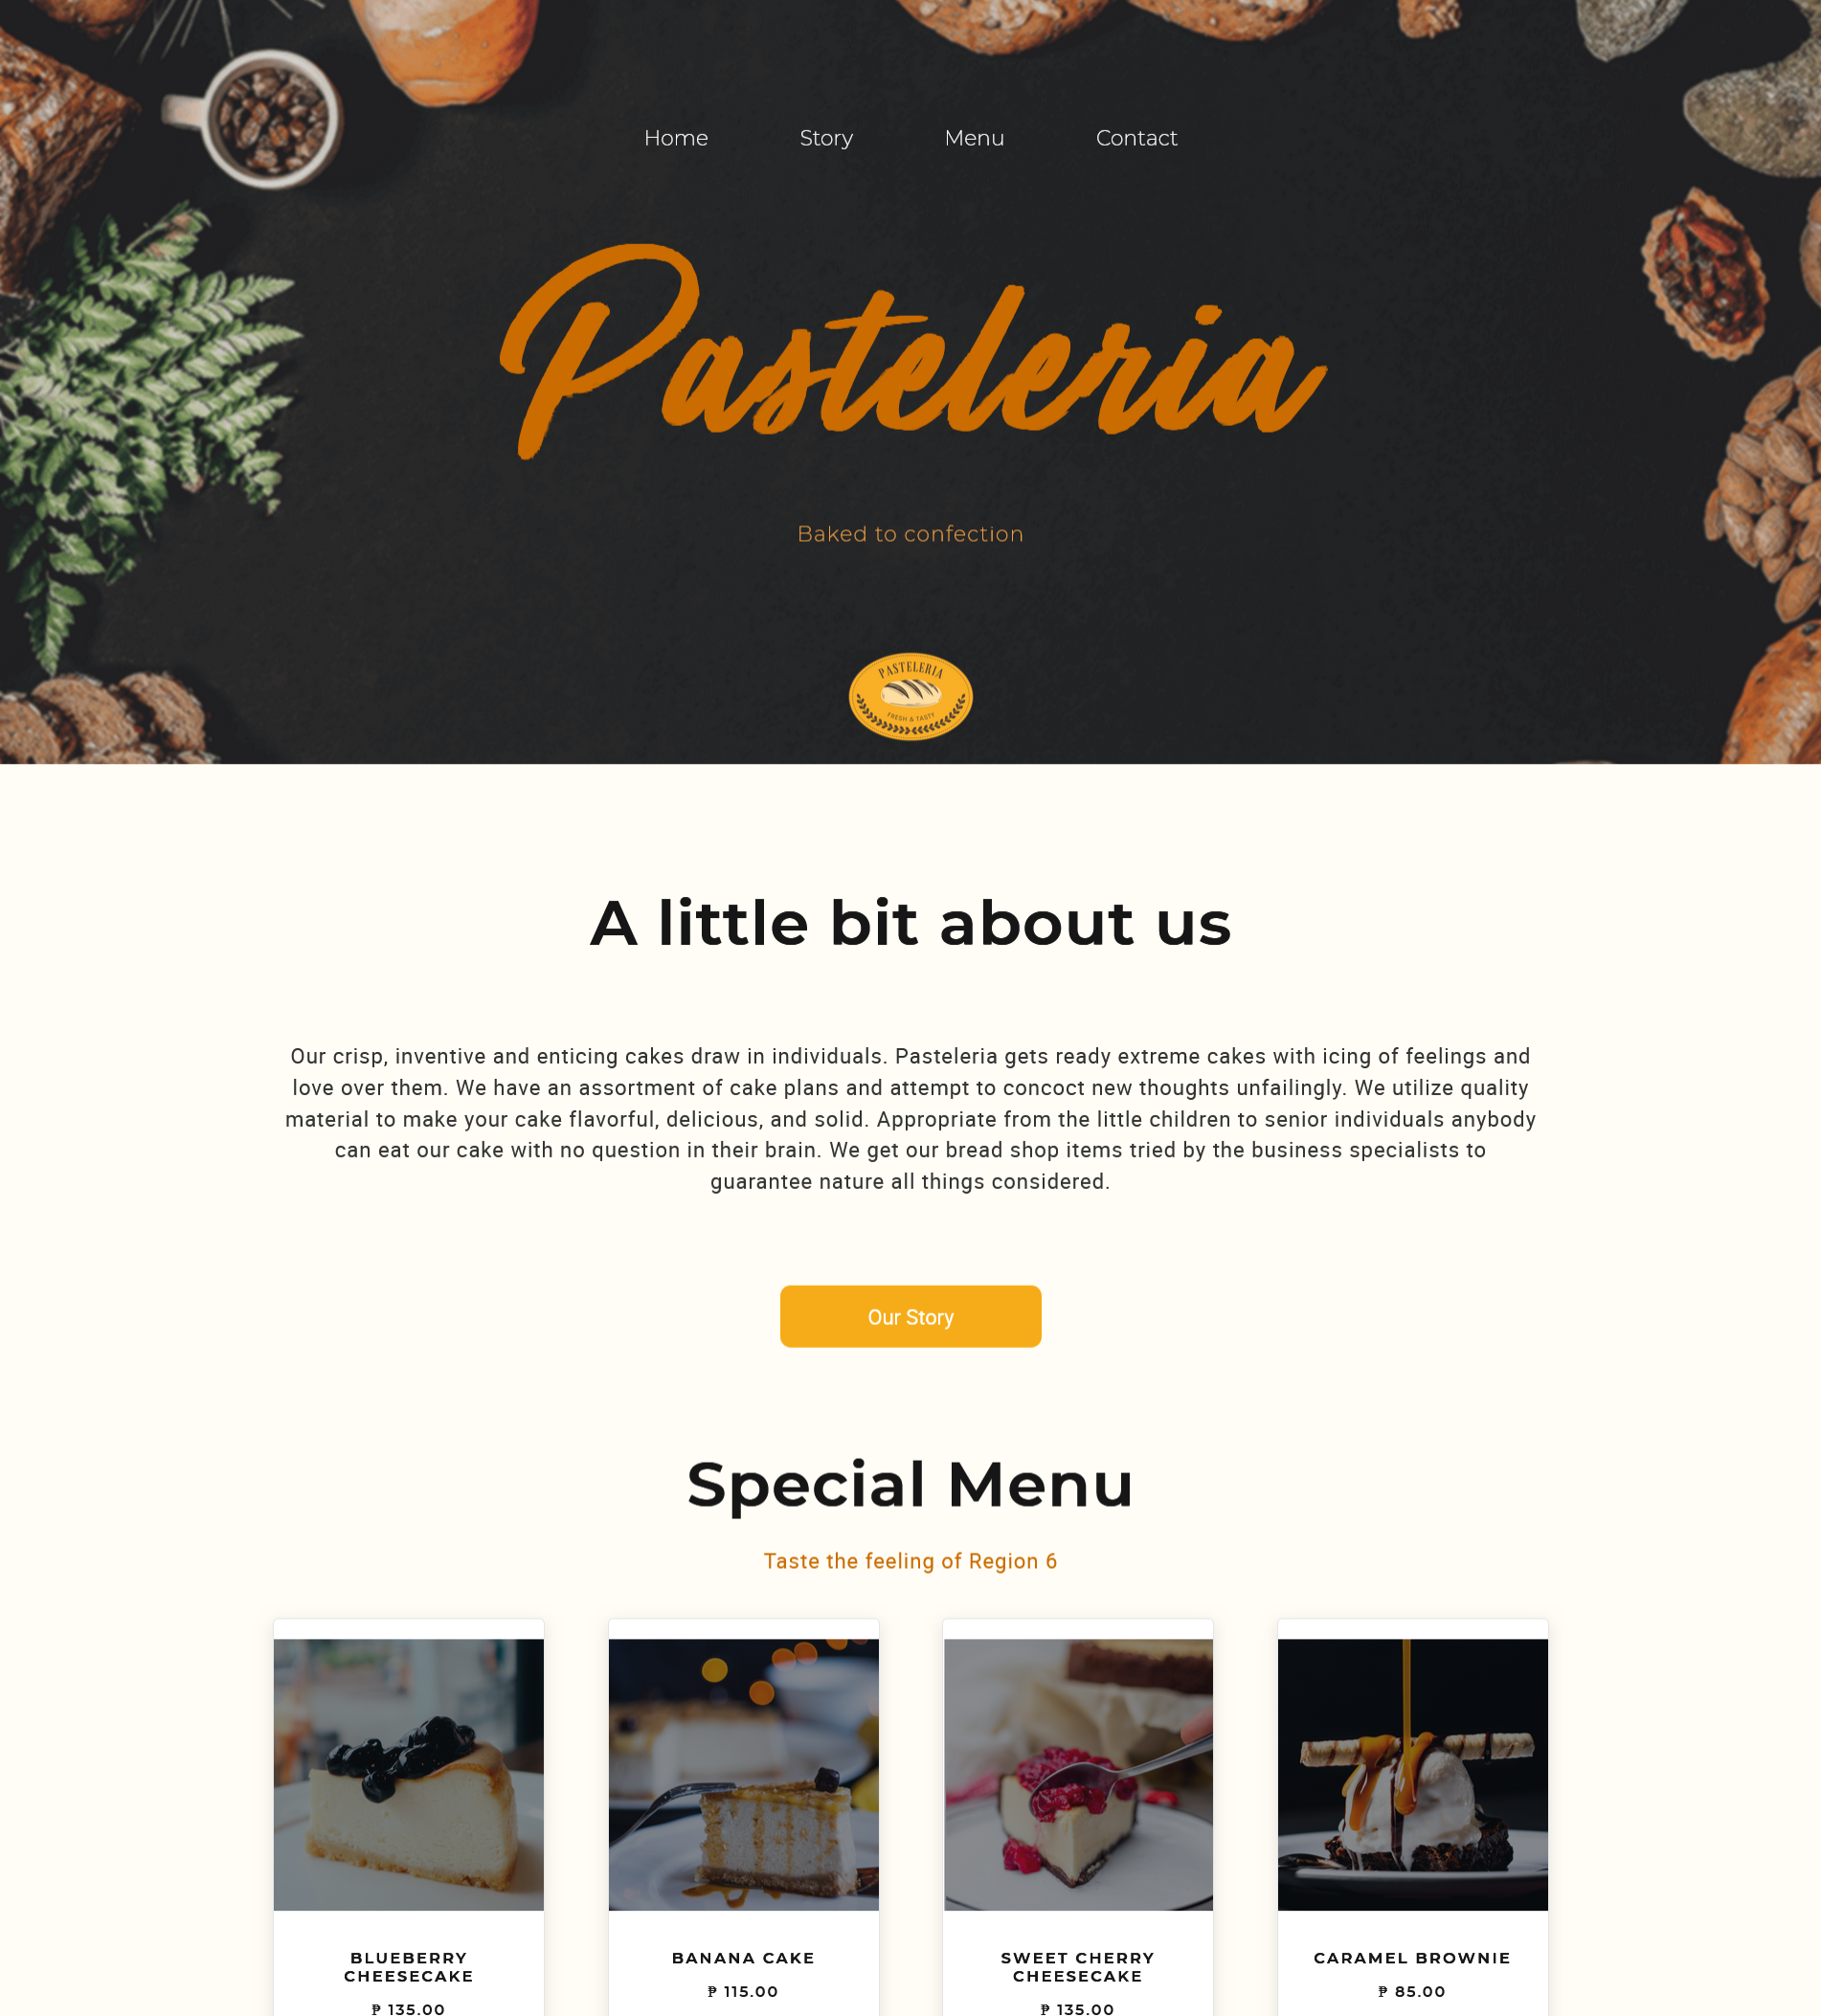 Home Story Menu Contact
Pasteleria
Baked to confection
PASTELERIA
FRESH & TASTY
A little bit about us
Our crisp, inventive and enticing cakes draw in individuals. Pasteleria gets ready extreme cakes with icing of feelings and
love over them. We have an assortment of cake plans and attempt to concoct new thoughts unfailingly. We utilize quality
material to make your cake flavorful, delicious, and solid. Appropriate from the little children to senior individuals anybody
can eat our cake with no question in their brain. We get our bread shop items tried by the business specialists to
guarantee nature all things considered.
Our Story
Special Menu
Taste the feeling of Region 6
BLUEBERRY
CHEESECAKE
₱ 135.00
BANANA CAKE
₱ 115.00
SWEET CHERRY
CHEESECAKE
₱ 135.00
CARAMEL BROWNIE
₱ 85.00